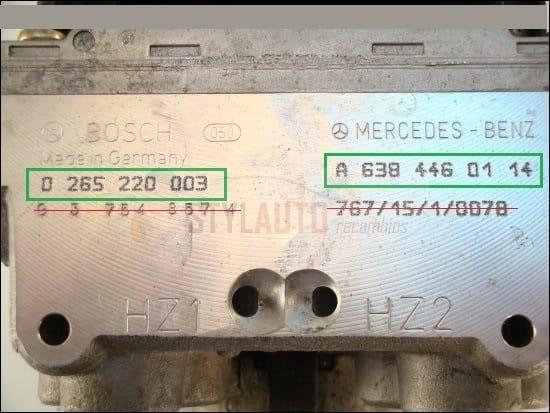 BOSCH 050
Made in Germany
0 265 220 003
MERCEDES-BENZ
A 638 446 01 14
767/15/1/0078
STYLAUTO
recambios
HZ1 HZ2